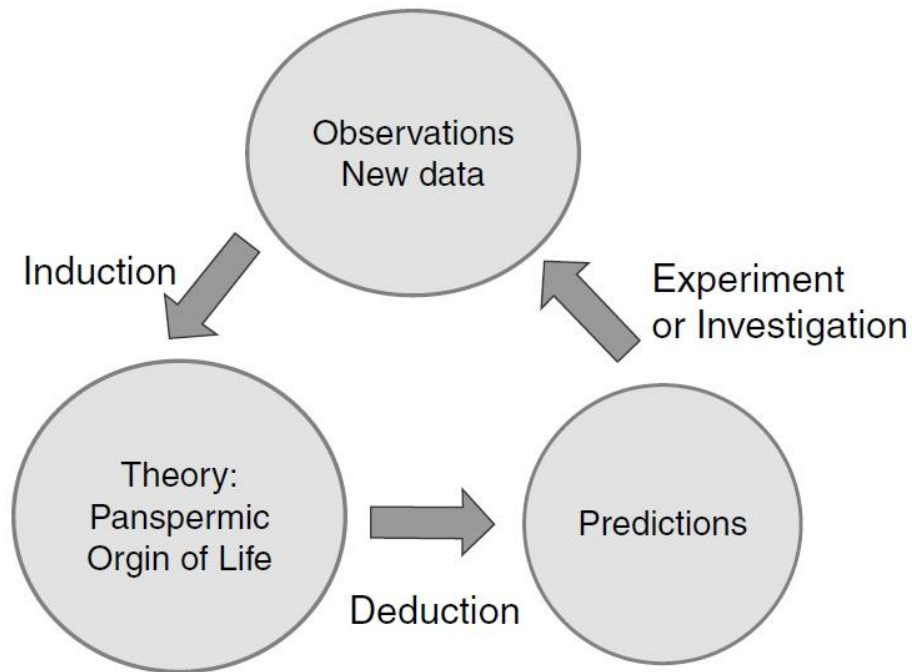 Observations
New data
Induction
Experiment
or Investigation
Theory:
Panspermic
Orgin of Life
Predictions
Deduction